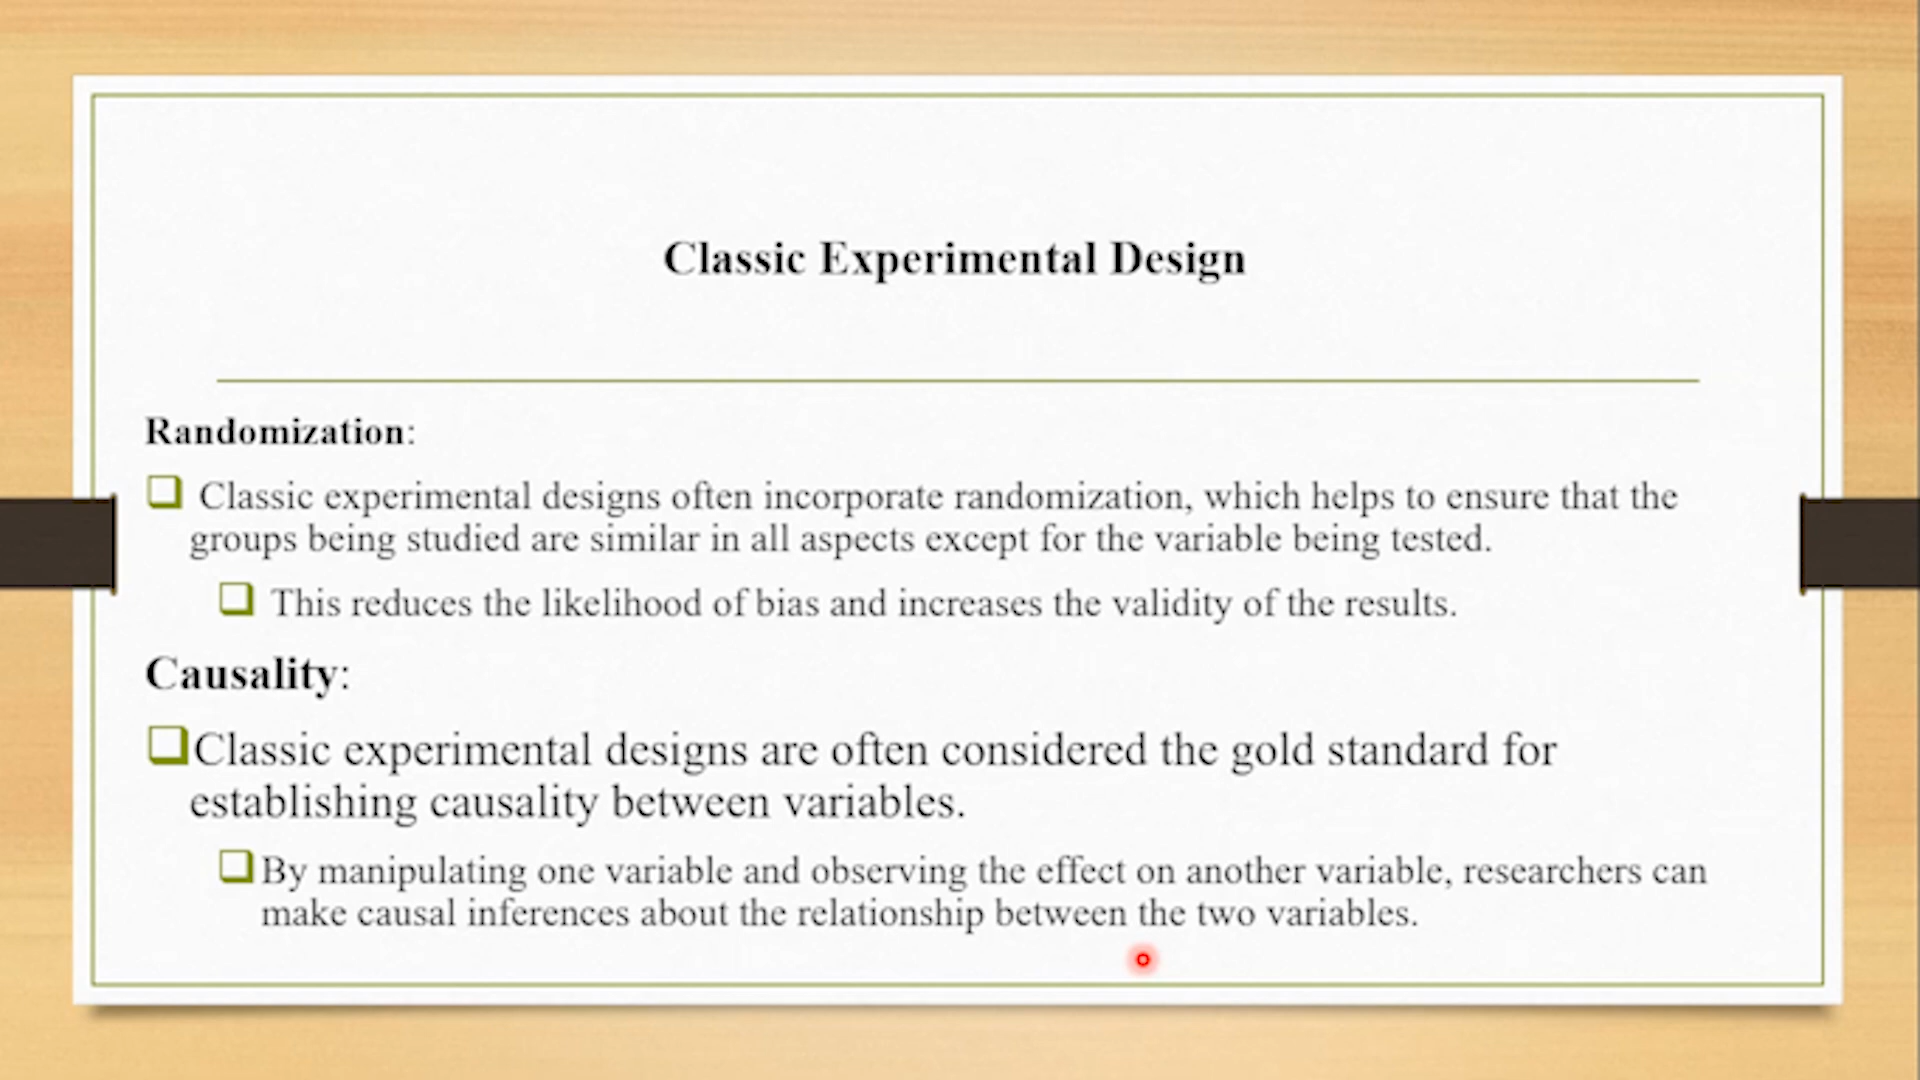 Classic Experimental Design
Randomization:
Classic experimental designs often incorporate randomization, which helps to ensure that the
groups being studied are similar in all aspects except for the variable being tested.
This reduces the likelihood of bias and increases the validity of the results.
Causality:
Classic experimental designs are often considered the gold standard for
establishing causality between variables.
By manipulating one variable and observing the effect on another variable, researchers can
make causal inferences about the relationship between the two variables.